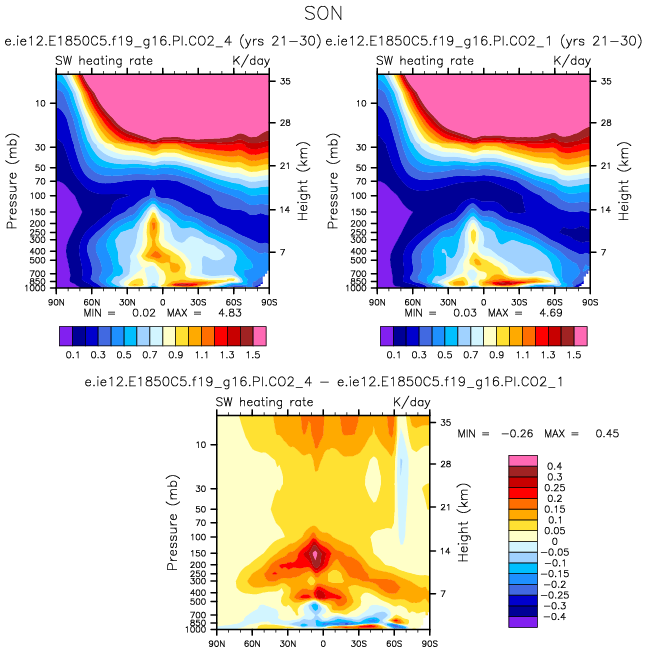 SON
e.ie12.E1850C5.f19_g16.PI.CO2_4 (yrs 21-30) e.ie12.E1850C5.f19_g16.PI.CO2_1 (yrs 21-30)
SW heating rate K/day SW heating rate K/day
Pressure (mb) Height (km) Pressure (mb) Height (km)
10 30 50 70 100 150 200 250 300 400 500 700 850 1000
35 28 21 14 7
10 30 50 70 100 150 200 250 300 400 500 700 850 1000
35 28 21 14 7
90N 60N 30N 0 30S 60S 90S 90N 60N 30N 0 30S 60S 90S
MIN = 0.02 MAX = 4.83 MIN = 0.03 MAX = 4.69
0.1 0.3 0.5 0.7 0.9 1.1 1.3 1.5 0.1 0.3 0.5 0.7 0.9 1.1 1.3 1.5
e.ie12.E1850C5.f19_g16.PI.CO2_4 - e.ie12.E1850C5.f19_g16.PI.CO2_1
SW heating rate K/day
MIN = -0.26 MAX = 0.45
Pressure (mb) Height (km)
10 30 50 70 100 150 200 250 300 400 500 700 850 1000
35 28 21 14 7
90N 60N 30N 0 30S 60S 90S
0.4
0.3
0.25
0.2
0.15
0.1
0.05
0
-0.05
-0.1
-0.15
-0.2
-0.25
-0.3
-0.4